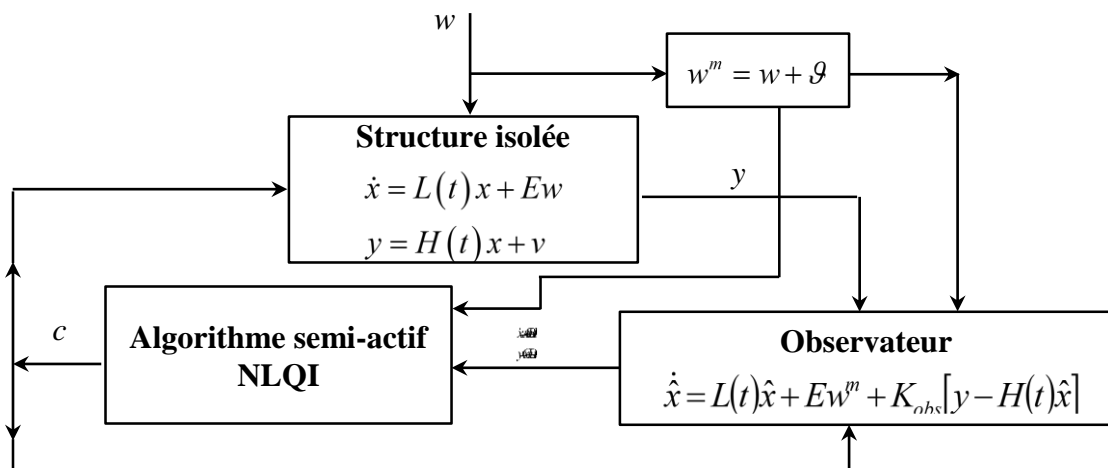 w
w^m = w + ϑ
Structure isolée
ẋ = L(t)x + Ew
y = H(t)x + v
y
c
Algorithme semi-actif
NLQI
Observateur
x̂̇ = L(t)x̂ + Ew^m + K_obs[y − H(t)x̂]